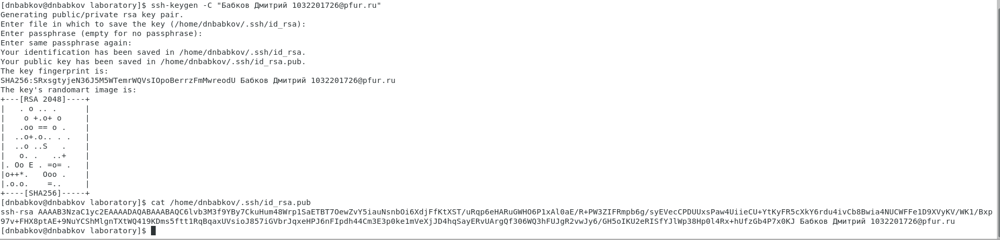 [dnbabkov@dnbabkov laboratory]$ ssh-keygen -C "Бабков Дмитрий 1032201726@pfur.ru"
Generating public/private rsa key pair.
Enter file in which to save the key (/home/dnbabkov/.ssh/id_rsa):
Enter passphrase (empty for no passphrase):
Enter same passphrase again:
Your identification has been saved in /home/dnbabkov/.ssh/id_rsa.
Your public key has been saved in /home/dnbabkov/.ssh/id_rsa.pub.
The key fingerprint is:
SHA256:SRxsgtyjeN36J5M5WTemrWQVsIOpoBerrzFmMwreodU Бабков Дмитрий 1032201726@pfur.ru
The key's randomart image is:
+---[RSA 2048]----+
|   . o .. .      |
|    o +.o+ o     |
|   .oo == o .    |
|  ..o+.o.. . .   |
|  ..o ..S   .    |
|   o. .   ..+    |
|. Oo E . =o= .   |
|o++*.   Ooo .    |
|.o.o.    =..     |
+----[SHA256]-----+
[dnbabkov@dnbabkov laboratory]$ cat /home/dnbabkov/.ssh/id_rsa.pub
ssh-rsa AAAAB3NzaC1yc2EAAAADAQABAAABAQC6lvb3M3f9YBy7CkuHum48Wrp1SaETBT7OewZvY5iauNsnbOi6XdjFfKtXST/uRqp6eHARuGWHO6P1xAl0aE/R+PW3ZIFRmpb6g/syEVecCPDUUxsPaw4UiieCU+YtKyFR5cXkY6rdu4ivCb8Bwia4NUCWFFe1D9XVyKV/WK1/Bxp
97v+FHX8ptAE+9NuYCShMlgnTXtWQ419KDms5ftt1RqBqaxUVsioJ857iGVbrJqxeHPJ6nFIpdh44Cm3E3p0ke1mVeXjJD4hqSayERvUArgQf306WQ3hFUJgR2vwJy6/GH5oIKU2eRISfYJlWp38Hp0l4Rx+hUfzGb4P7x0KJ Бабков Дмитрий 1032201726@pfur.ru
[dnbabkov@dnbabkov laboratory]$